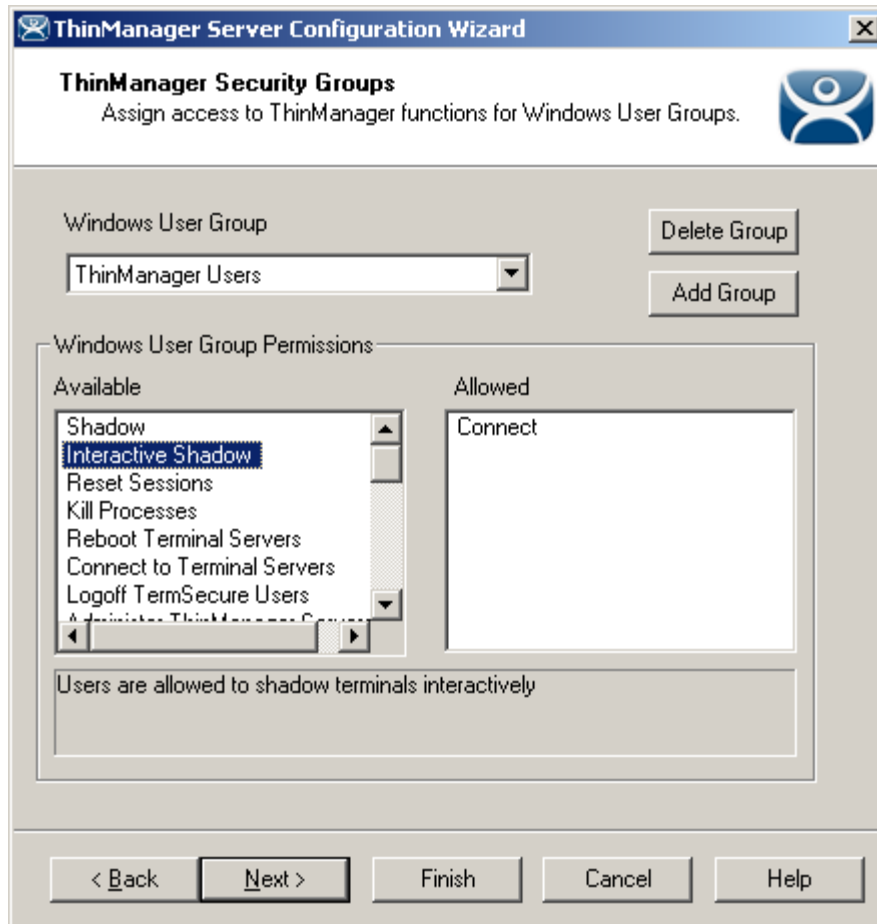 ThinManager Server Configuration Wizard
ThinManager Security Groups
Assign access to ThinManager functions for Windows User Groups.
Windows User Group
Delete Group
ThinManager Users
Add Group
Windows User Group Permissions
Available
Allowed
Shadow
Connect
Interactive Shadow
Reset Sessions
Kill Processes
Reboot Terminal Servers
Connect to Terminal Servers
Logoff TermSecure Users
Administer ThinManager
Users are allowed to shadow terminals interactively
< Back
Next >
Finish
Cancel
Help